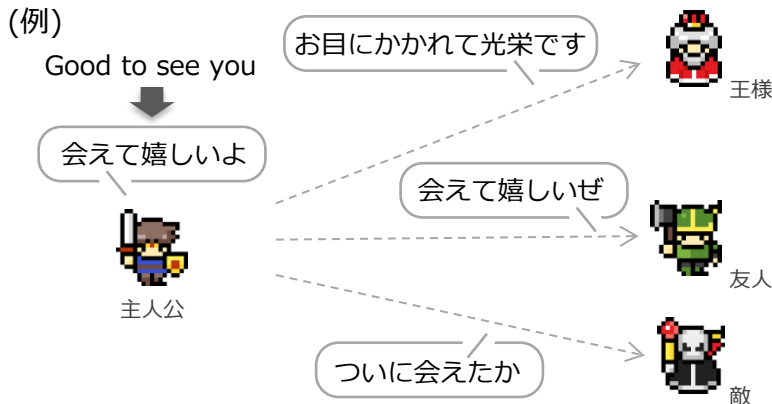 (例)
Good to see you
会えて嬉しいよ
主人公
お目にかかれて光栄です
王様
会えて嬉しいぜ
友人
ついに会えたか
敵